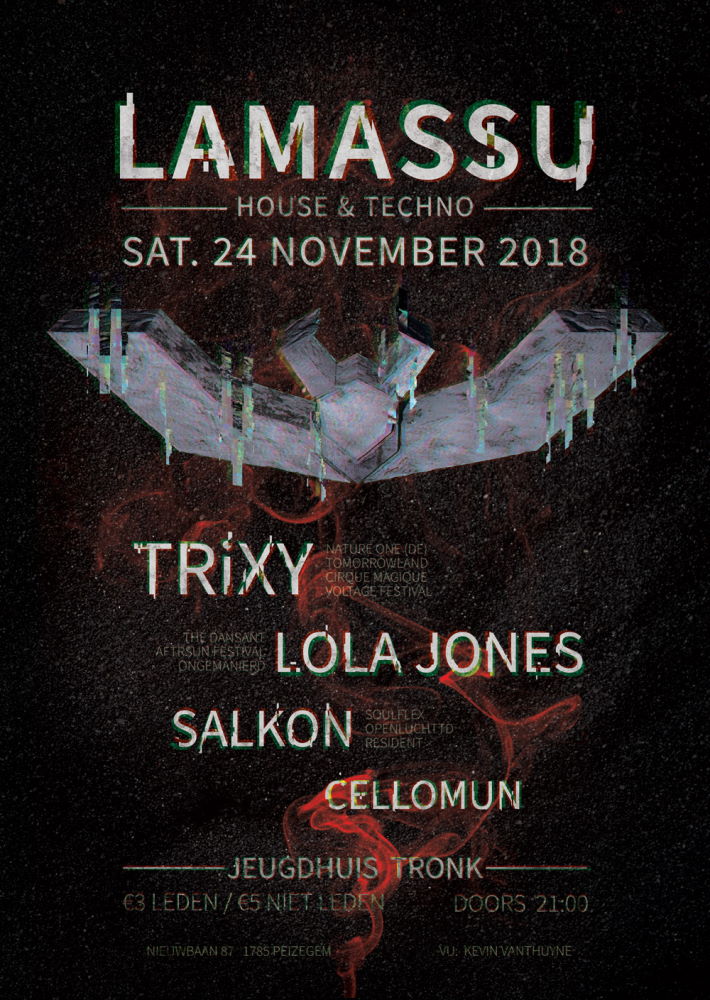 LAMASSU
HOUSE & TECHNO
SAT. 24 NOVEMBER 2018
TRiXY
NATURE ONE (DE)
TOMORROWLAND
CIRQUE MAGIQUE
VOLTAGE FESTIVAL
THE DANSANT
AFTRSUN FESTIVAL
ONGEMANIERD
LOLA JONES
SALKON
SOULFLEX
OPENLUCHTTD
RESIDENT
CELLOMUN
JEUGDHUIS TRONK
€3 LEDEN / €5 NIET LEDEN
DOORS 21:00
NIEUWBAAN 87 1785 PEIZEGEM
VU: KEVIN VANTHUYNE